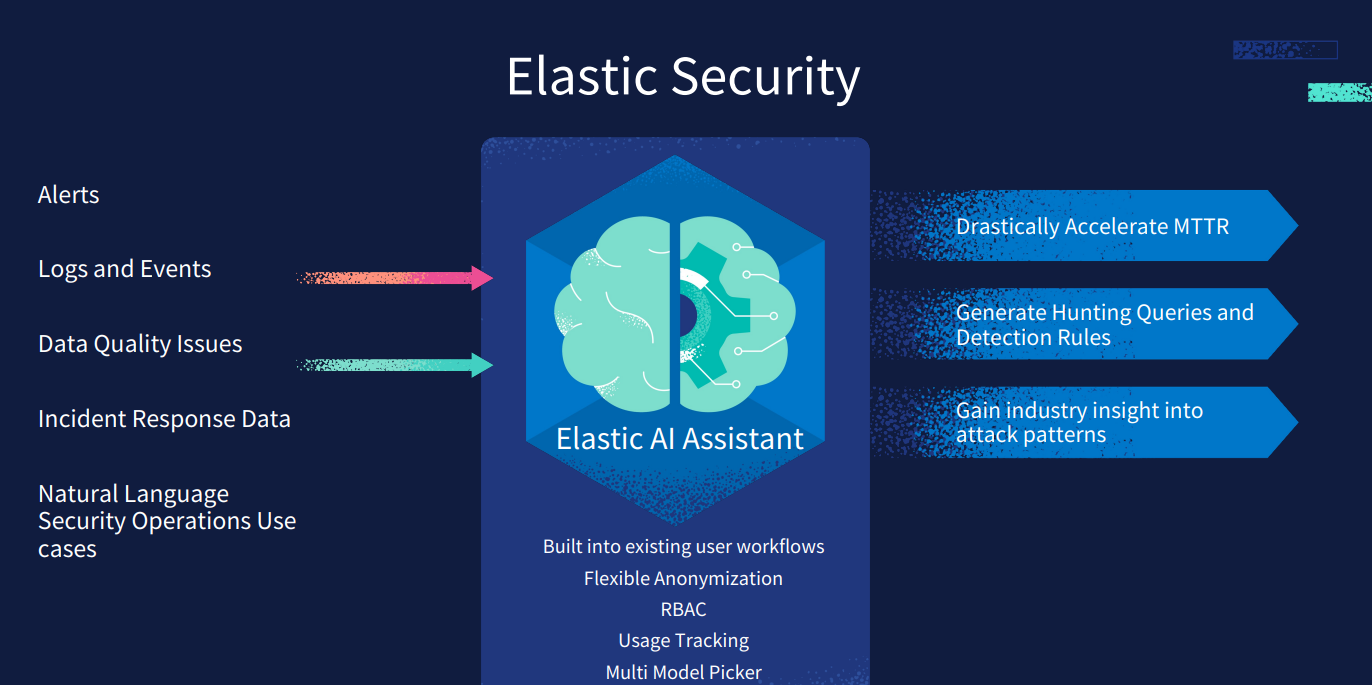 Elastic Security
Alerts
Logs and Events
Data Quality Issues
Incident Response Data
Natural Language
Security Operations Use
cases
Elastic AI Assistant
Built into existing user workflows
Flexible Anonymization
RBAC
Usage Tracking
Multi Model Picker
Drastically Accelerate MTTR
Generate Hunting Queries and
Detection Rules
Gain industry insight into
attack patterns